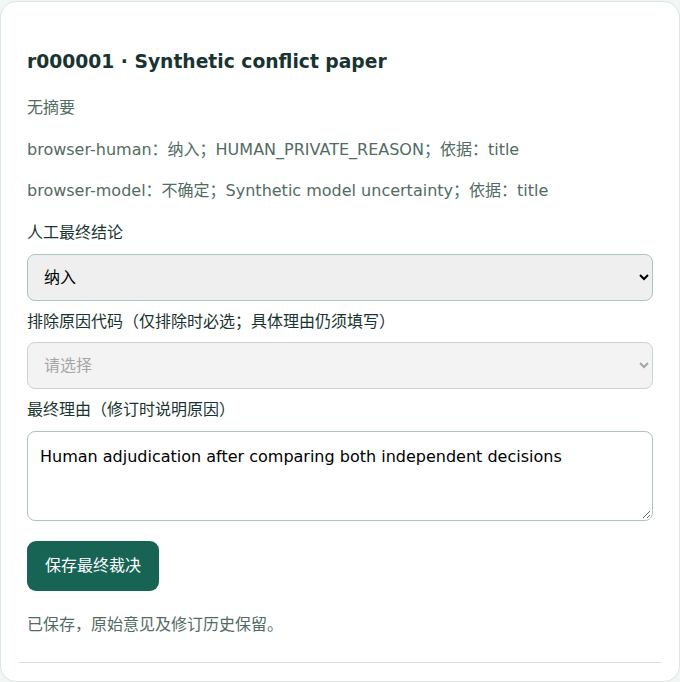 r000001 · Synthetic conflict paper
无摘要
browser-human：纳入；HUMAN_PRIVATE_REASON；依据：title
browser-model：不确定；Synthetic model uncertainty；依据：title
人工最终结论
纳入
排除原因代码（仅排除时必选；具体理由仍须填写）
请选择
最终理由（修订时说明原因）
Human adjudication after comparing both independent decisions
保存最终裁决
已保存，原始意见及修订历史保留。